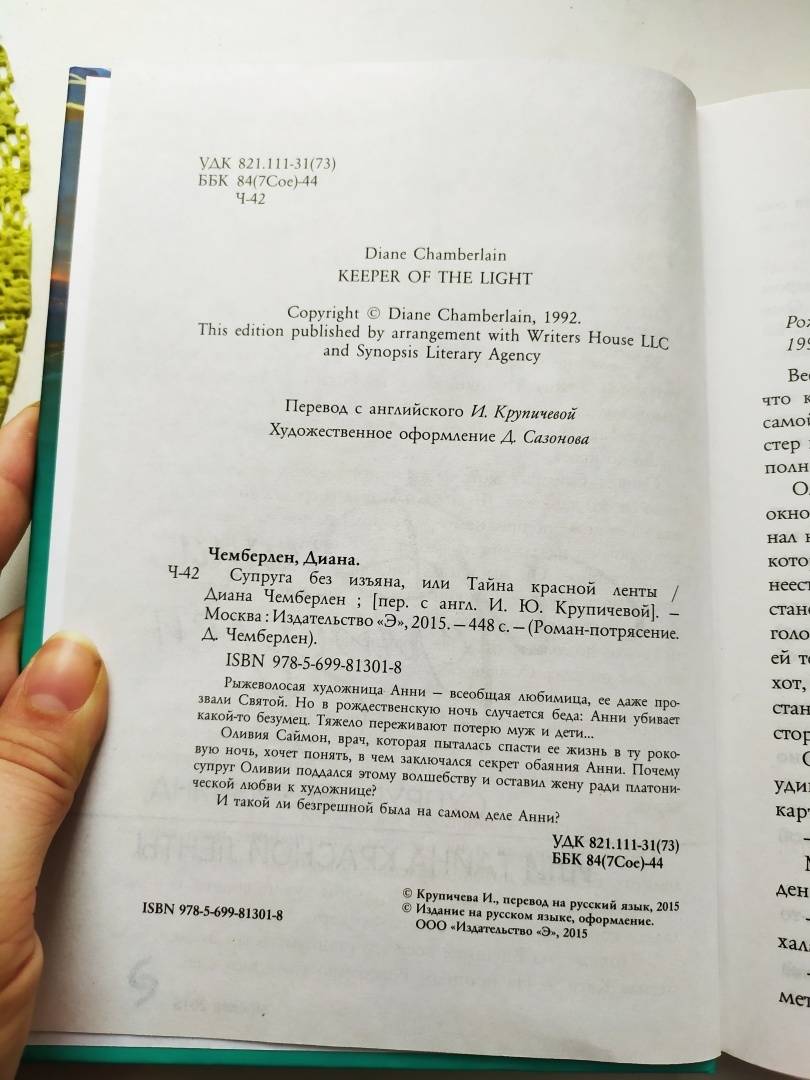 УДК 821.111-31(73)
ББК 84(7Сое)-44
Ч-42
Diane Chamberlain
KEEPER OF THE LIGHT
Copyright © Diane Chamberlain, 1992.
This edition published by arrangement with Writers House LLC
and Synopsis Literary Agency
Перевод с английского И. Крупичевой
Художественное оформление Д. Сазонова
Чемберлен, Диана.
Ч-42 Супруга без изъяна, или Тайна красной ленты /
Диана Чемберлен ; [пер. с англ. И. Ю. Крупичевой]. —
Москва : Издательство «Э», 2015. — 448 с. — (Роман-потрясение.
Д. Чемберлен).
ISBN 978-5-699-81301-8
Рыжеволосая художница Анни — всеобщая любимица, ее даже про-
звали Святой. Но в рождественскую ночь случается беда: Анни убивает
какой-то безумец. Тяжело переживают потерю муж и дети...
Оливия Саймон, врач, которая пыталась спасти ее жизнь в ту роко-
вую ночь, хочет понять, в чем заключался секрет обаяния Анни. Почему
супруг Оливии поддался этому волшебству и оставил жену ради платони-
ческой любви к художнице?
И такой ли безгрешной была на самом деле Анни?
УДК 821.111-31(73)
ББК 84(7Сое)-44
© Крупичева И., перевод на русский язык, 2015
© Издание на русском языке, оформление.
ООО «Издательство «Э», 2015
ISBN 978-5-699-81301-8
что
самой
стер
окно
нал
ей
хот,